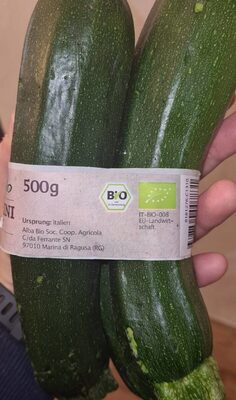 500g
NI
Ursprung: Italien
Alba Bio Soc. Coop. Agricola
C/da Ferrante SN
97010 Marina di Ragusa (RG)
BiO
IT-BIO-008
EU-Landwirt-
schaft